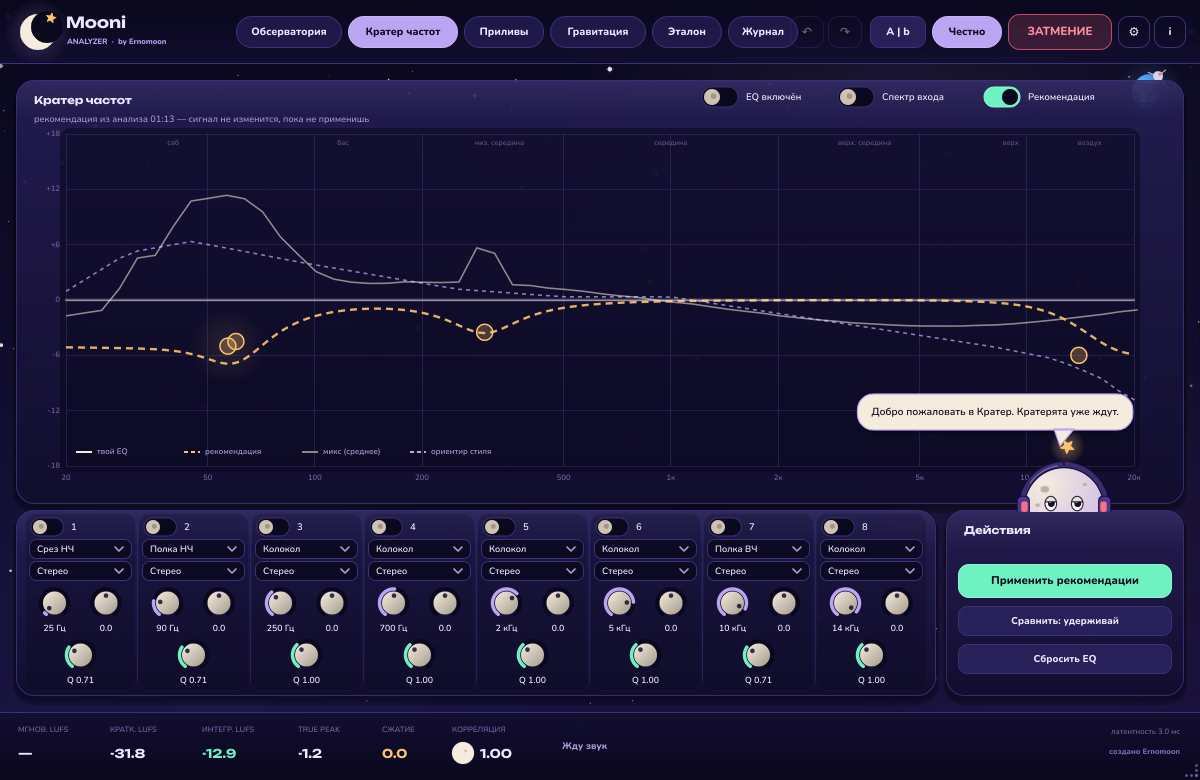 Mooni
ANALYZER · by Ernomoon
Обсерватория
Кратер частот
Приливы
Гравитация
Эталон
Журнал
A | b
Честно
ЗАТМЕНИЕ
i
Кратер частот
EQ включён
Спектр входа
Рекомендация
рекомендация из анализа 01:13 — сигнал не изменится, пока не применишь
саб бас низ. середина середина верх. середина верх воздух
+18
+12
+6
0
-6
-12
-18
Добро пожаловать в Кратер. Кратерята уже ждут.
твой EQ
рекомендация
микс (среднее)
ориентир стиля
20 50 100 200 500 1к 2к 5к 10 20к
1 2 3 4 5 6 7 8
Срез НЧ Полка НЧ Колокол Колокол Колокол Колокол Полка ВЧ Колокол
Стерео Стерео Стерео Стерео Стерео Стерео Стерео Стерео
25 Гц 0.0 90 Гц 0.0 250 Гц 0.0 700 Гц 0.0 2 кГц 0.0 5 кГц 0.0 10 кГц 0.0 14 кГц 0.0
Q 0.71 Q 0.71 Q 1.00 Q 1.00 Q 1.00 Q 1.00 Q 0.71 Q 1.00
Действия
Применить рекомендации
Сравнить: удерживай
Сбросить EQ
МГНОВ. LUFS КРАТК. LUFS ИНТЕГР. LUFS TRUE PEAK СЖАТИЕ КОРРЕЛЯЦИЯ
— -31.8 -12.9 -1.2 0.0 1.00
Жду звук
латентность 3.0 мс
создано Ernomoon